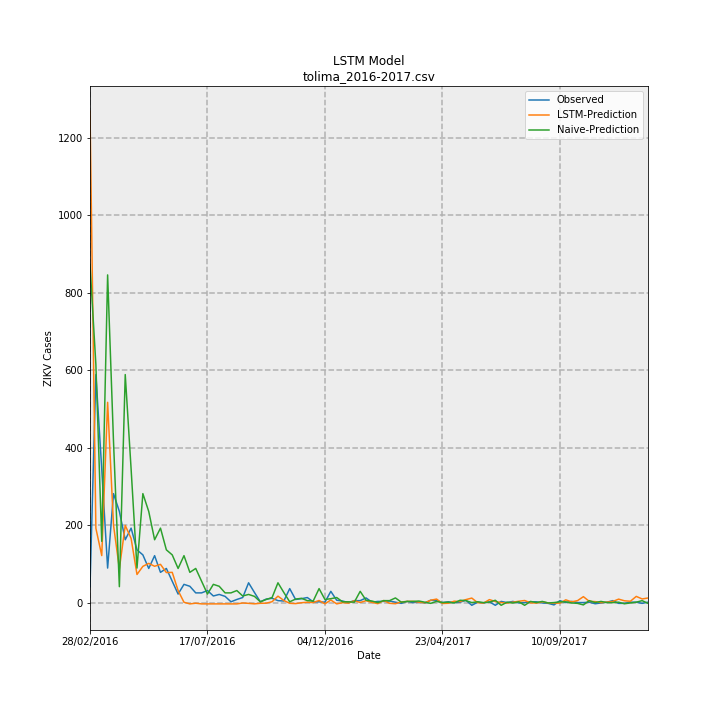 LSTM Model
tolima_2016-2017.csv
Observed
LSTM-Prediction
Naive-Prediction
1200
1000
800
600
400
200
0
ZIKV Cases
28/02/2016 17/07/2016 04/12/2016 23/04/2017 10/09/2017
Date